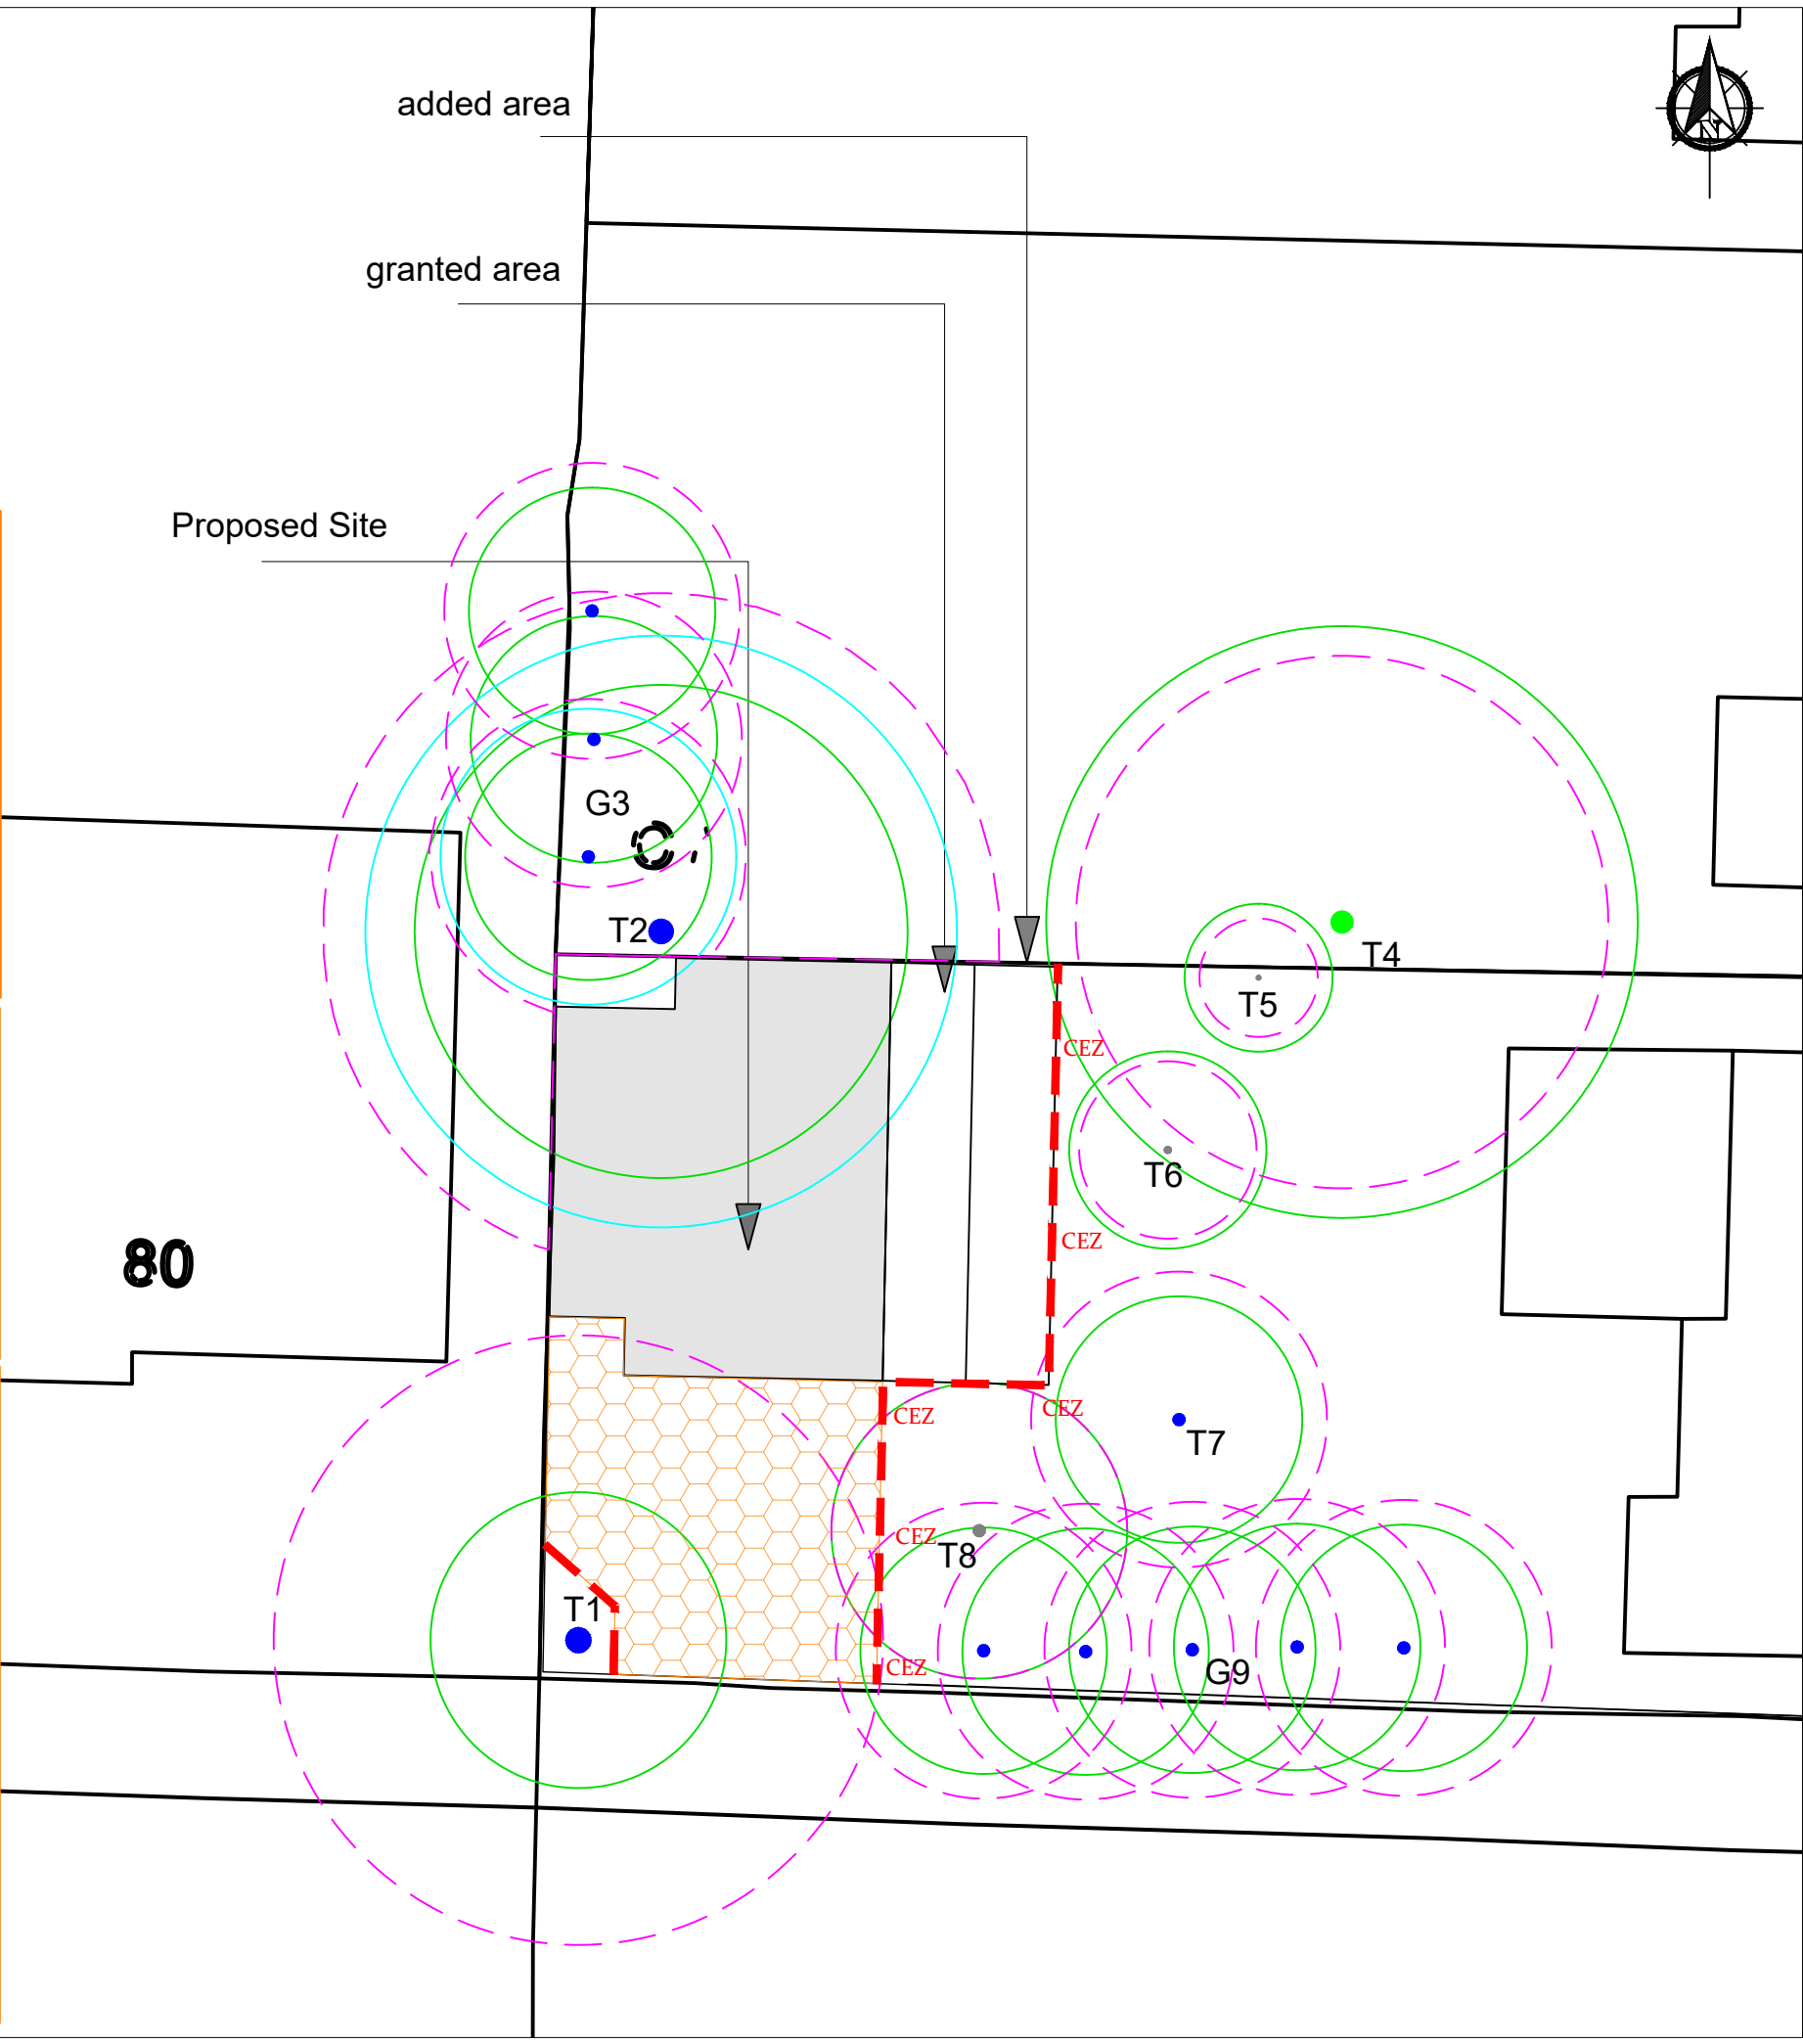 added area
N
granted area
Proposed Site
G3
T2
T4
T5
CEZ
T6
CEZ
80
CEZ
CEZ
T7
CEZ
T8
T1
CEZ
G9